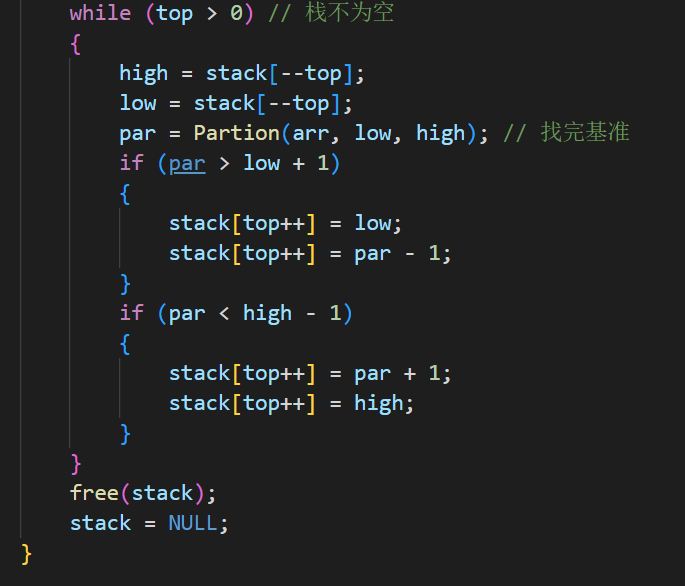 while (top > 0) // 栈不为空
{
high = stack[--top];
low = stack[--top];
par = Partion(arr, low, high); // 找完基准
if (par > low + 1)
{
stack[top++] = low;
stack[top++] = par - 1;
}
if (par < high - 1)
{
stack[top++] = par + 1;
stack[top++] = high;
}
}
free(stack);
stack = NULL;
}